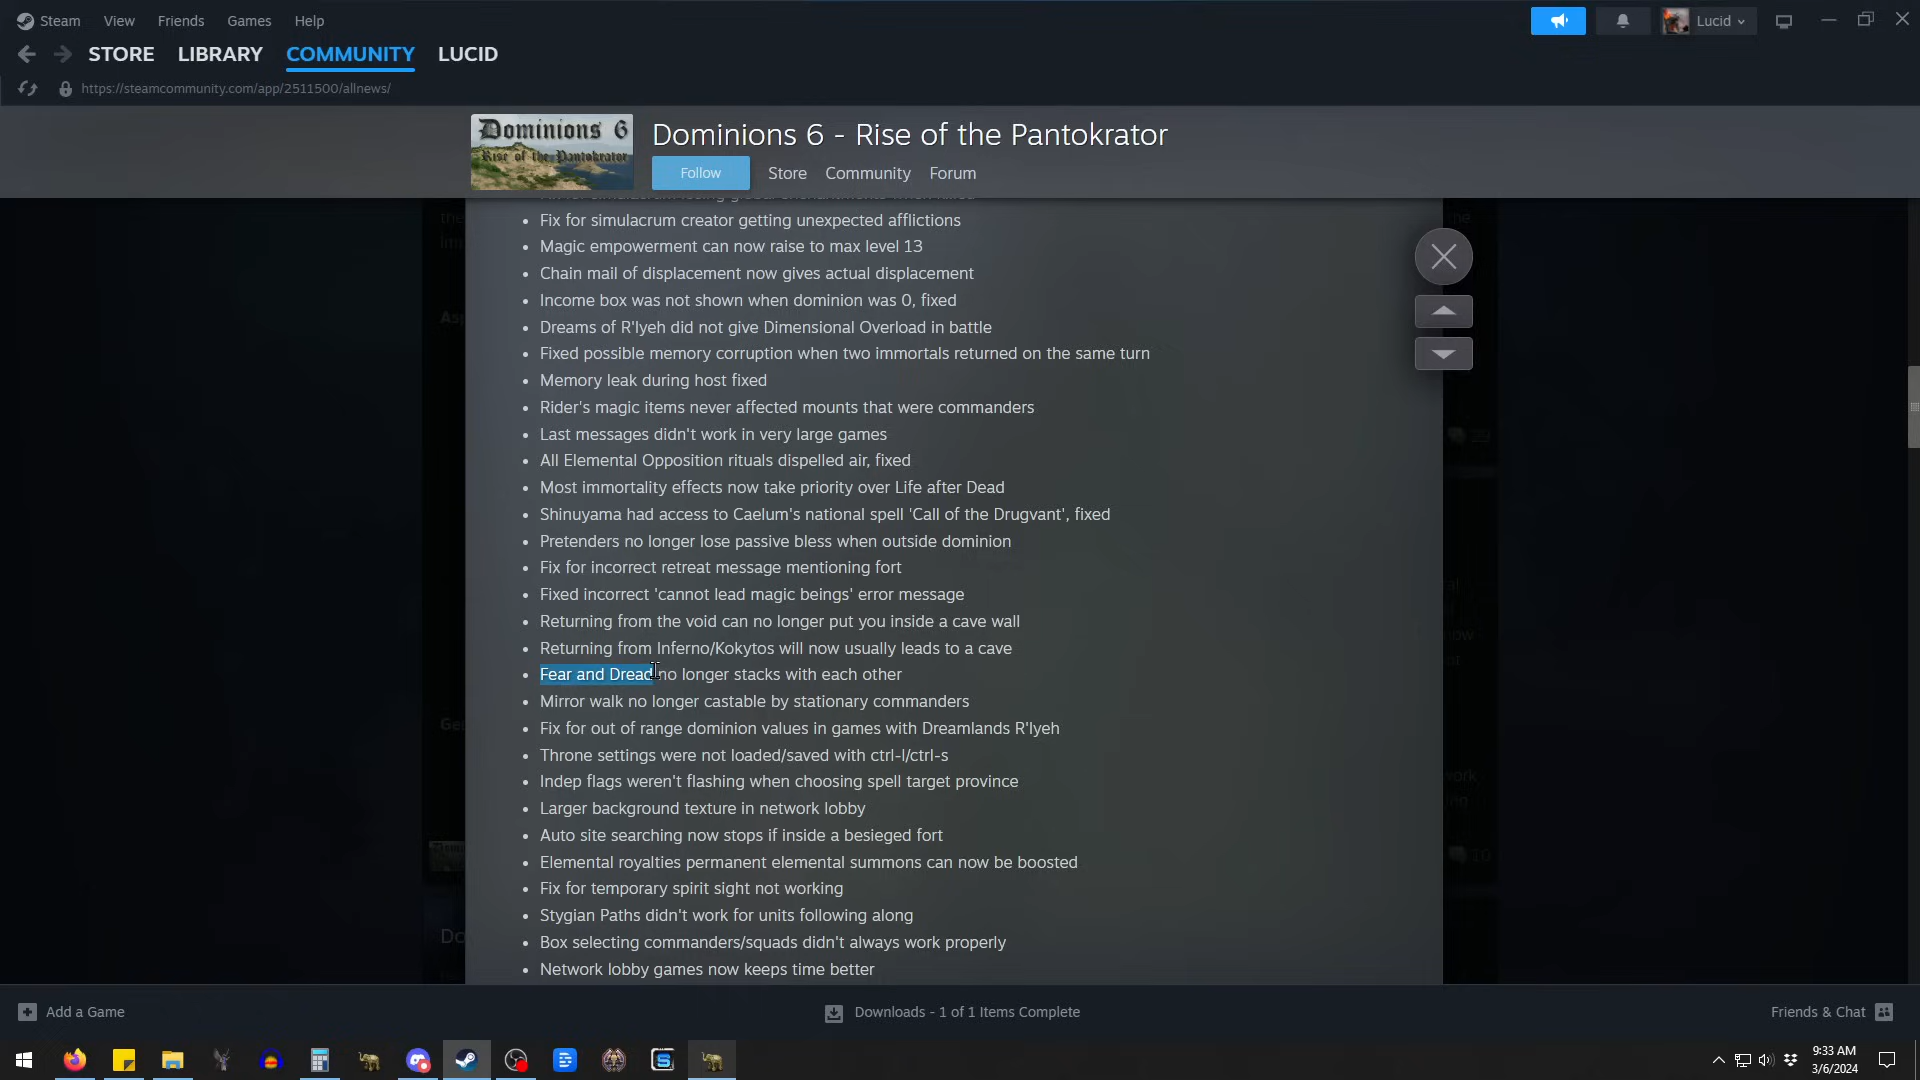 Steam View Friends Games Help Lucid
STORE LIBRARY COMMUNITY LUCID
https://steamcommunity.com/app/2511500/allnews/
Dominions 6
Rise of the Pantokrator
Dominions 6 - Rise of the Pantokrator
Follow Store Community Forum
Fix for simulacrum losing global enchantments when killed
• Fix for simulacrum creator getting unexpected afflictions
• Magic empowerment can now raise to max level 13
• Chain mail of displacement now gives actual displacement
• Income box was not shown when dominion was 0, fixed
• Dreams of R'lyeh did not give Dimensional Overload in battle
• Fixed possible memory corruption when two immortals returned on the same turn
• Memory leak during host fixed
• Rider's magic items never affected mounts that were commanders
• Last messages didn't work in very large games
• All Elemental Opposition rituals dispelled air, fixed
• Most immortality effects now take priority over Life after Dead
• Shinuyama had access to Caelum's national spell 'Call of the Drugvant', fixed
• Pretenders no longer lose passive bless when outside dominion
• Fix for incorrect retreat message mentioning fort
• Fixed incorrect 'cannot lead magic beings' error message
• Returning from the void can no longer put you inside a cave wall
• Returning from Inferno/Kokytos will now usually leads to a cave
• Fear and Dread no longer stacks with each other
• Mirror walk no longer castable by stationary commanders
• Fix for out of range dominion values in games with Dreamlands R'lyeh
• Throne settings were not loaded/saved with ctrl-l/ctrl-s
• Indep flags weren't flashing when choosing spell target province
• Larger background texture in network lobby
• Auto site searching now stops if inside a besieged fort
• Elemental royalties permanent elemental summons can now be boosted
• Fix for temporary spirit sight not working
• Stygian Paths didn't work for units following along
• Box selecting commanders/squads didn't always work properly
• Network lobby games now keeps time better
Add a Game Downloads - 1 of 1 Items Complete Friends & Chat
9:33 AM
3/6/2024